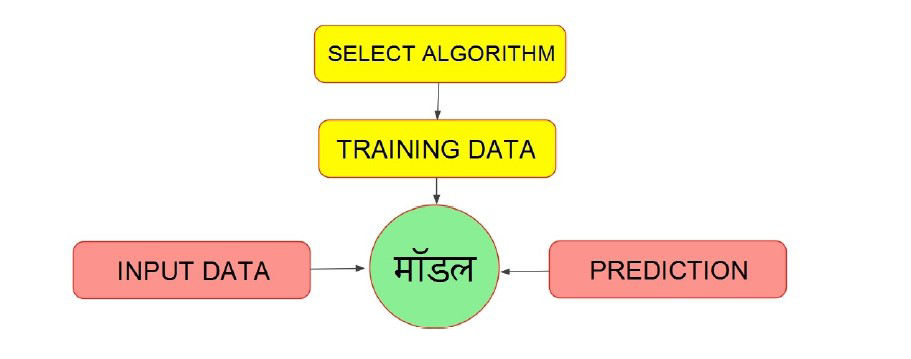 SELECT ALGORITHM
TRAINING DATA
INPUT DATA
मॉडल
PREDICTION